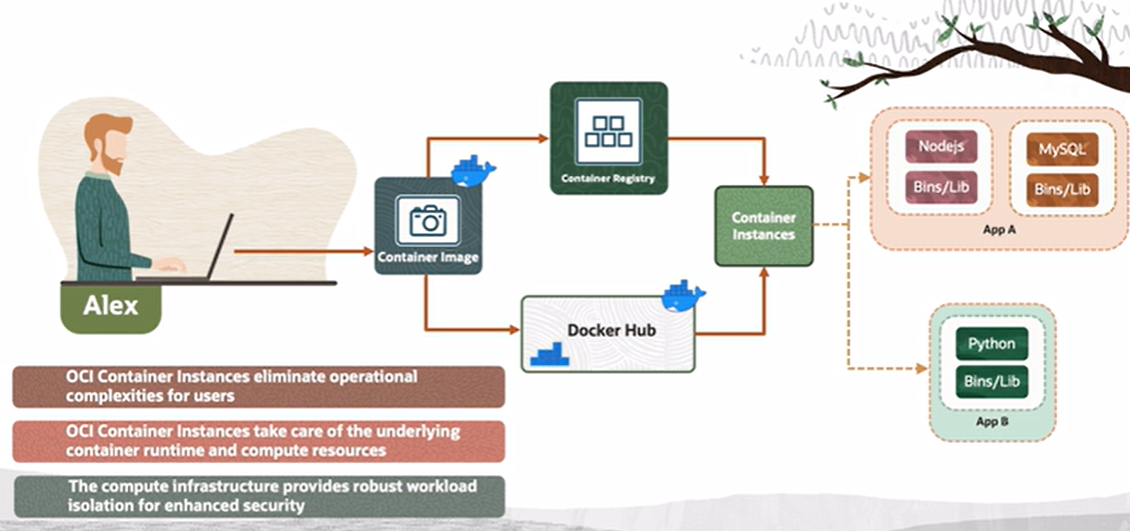 Alex
Container Image
Container Registry
Docker Hub
Container
Instances
Nodejs
Bins/Lib
MySQL
Bins/Lib
App A
Python
Bins/Lib
App B
OCI Container Instances eliminate operational
complexities for users
OCI Container Instances take care of the underlying
container runtime and compute resources
The compute infrastructure provides robust workload
isolation for enhanced security